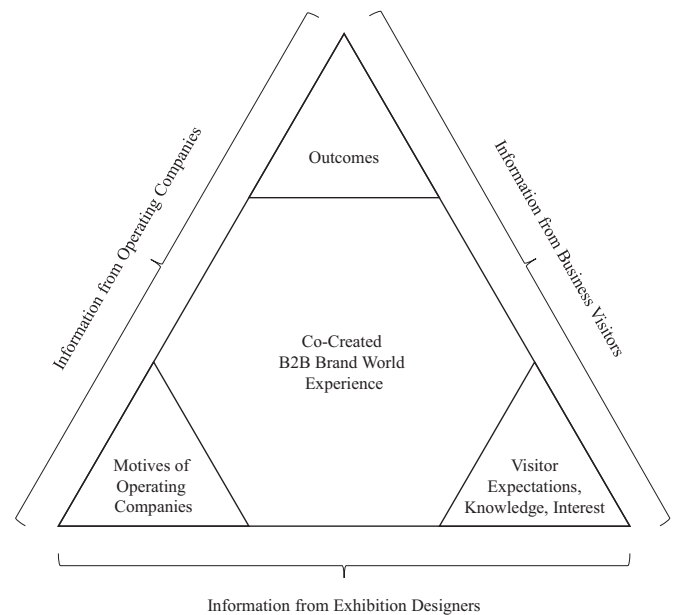 Outcomes
Information from Operating Companies
Information from Business Visitors
Co-Created
B2B Brand World
Experience
Motives of
Operating
Companies
Visitor
Expectations,
Knowledge, Interest
Information from Exhibition Designers